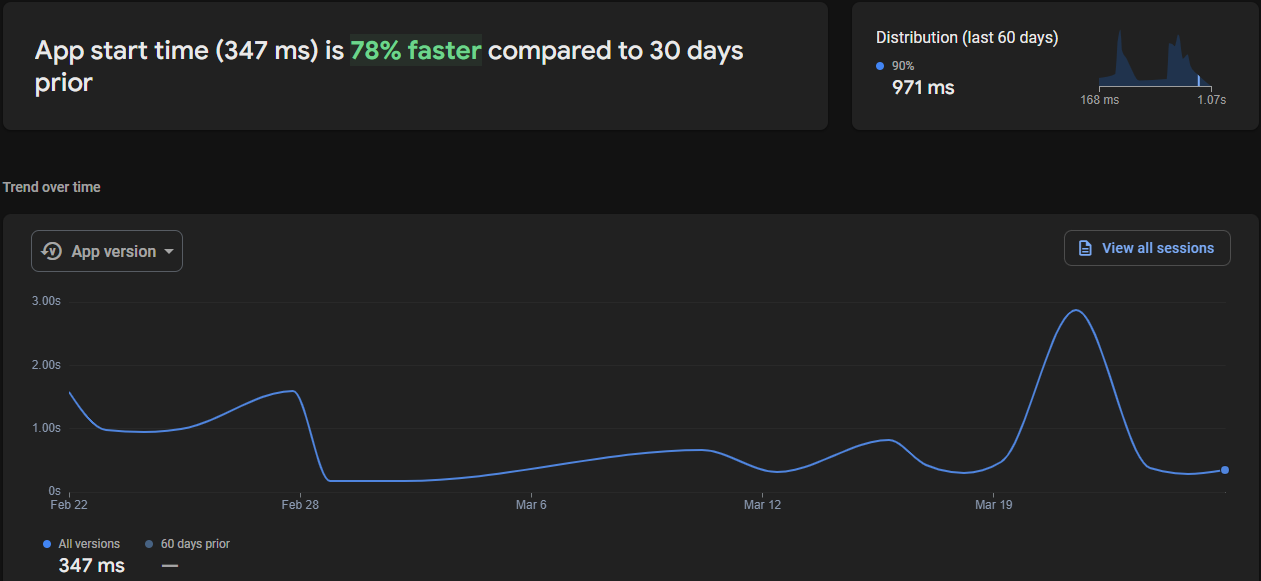 App start time (347 ms) is 78% faster compared to 30 days
prior
Distribution (last 60 days)
90%
971 ms
168 ms
1.07s
Trend over time
App version
View all sessions
3.00s
2.00s
1.00s
0s
Feb 22
Feb 28
Mar 6
Mar 12
Mar 19
All versions
60 days prior
347 ms
—